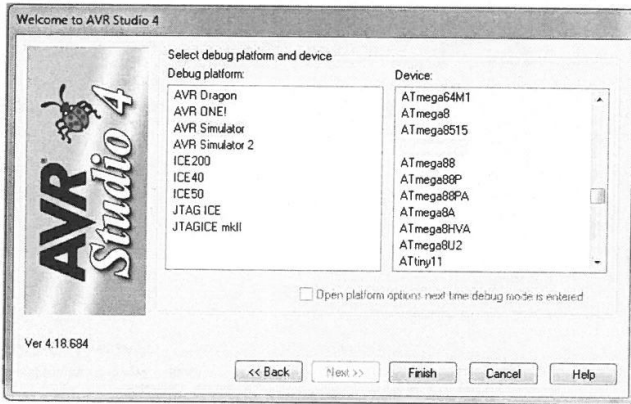 Welcome to AVR Studio 4
AVR Studio 4
Select debug platform and device
Debug platform:
AVR Dragon
AVR ONE!
AVR Simulator
AVR Simulator 2
ICE200
ICE40
ICE50
JTAG ICE
JTAGICE mkII
Device:
ATmega64M1
ATmega8
ATmega8515
ATmega88
ATmega88P
ATmega88PA
ATmega8A
ATmega8HVA
ATmega8U2
ATtiny11
Open platform options next time debug mode is entered
Ver 4.18.684
<< Back
Next >>
Finish
Cancel
Help